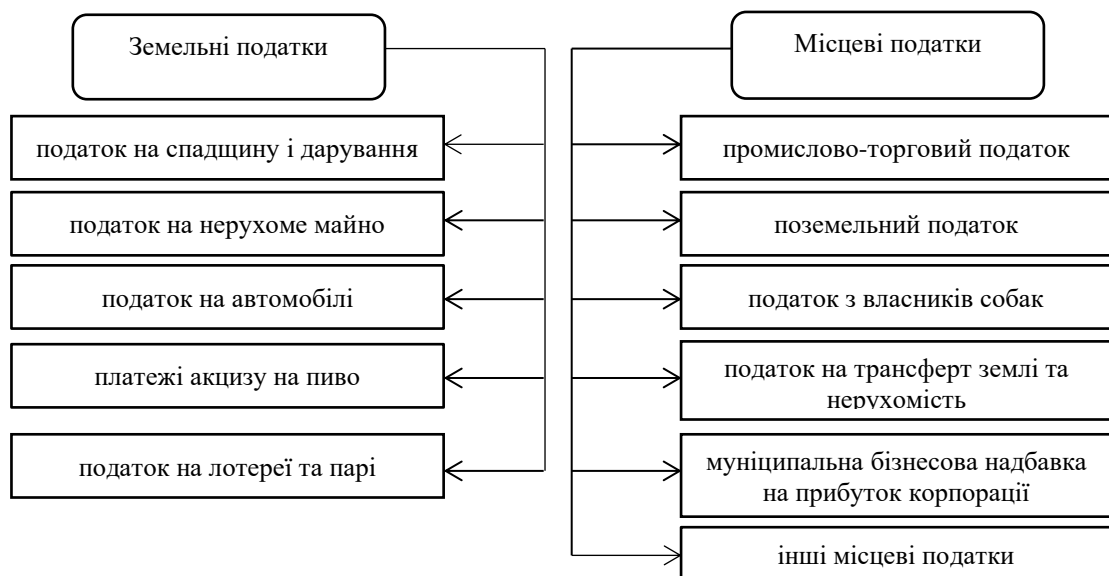 Земельні податки
податок на спадщину і дарування
податок на нерухоме майно
податок на автомобілі
платежі акцизу на пиво
податок на лотереї та парі
Місцеві податки
промислово-торговий податок
поземельний податок
податок з власників собак
податок на трансферт землі та
нерухомість
муніципальна бізнесова надбавка
на прибуток корпорації
інші місцеві податки